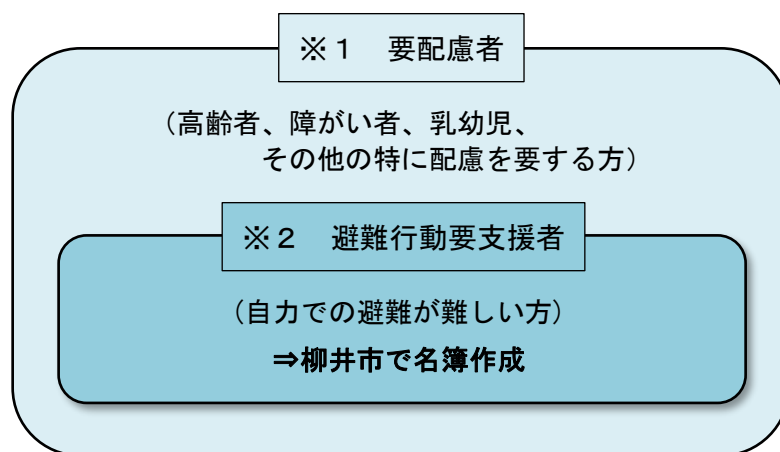 ※１　要配慮者
（高齢者、障がい者、乳幼児、
その他の特に配慮を要する方）
※２　避難行動要支援者
（自力での避難が難しい方）
⇒柳井市で名簿作成